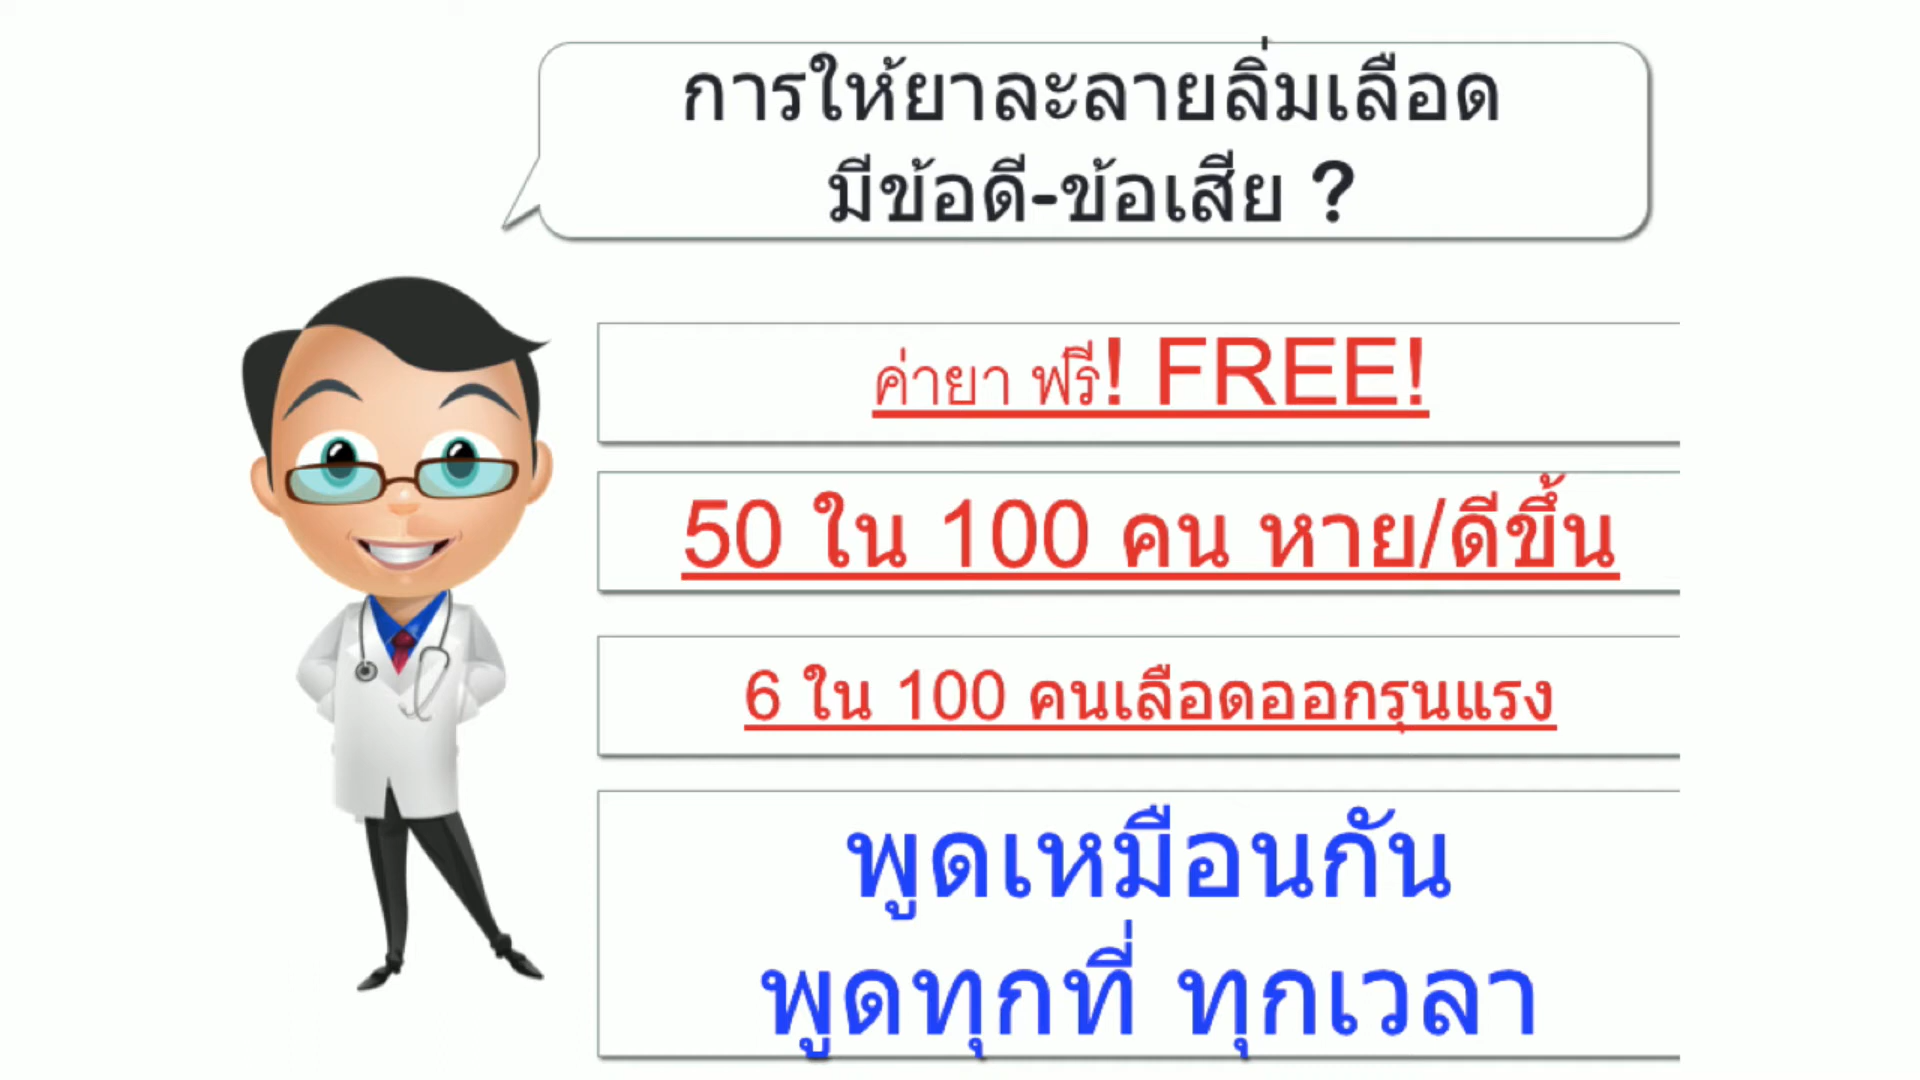 การให้ยาละลายลิ่มเลือด
มีข้อดี-ข้อเสีย ?
ค่ายา ฟรี! FREE!
50 ใน 100 คน หาย/ดีขึ้น
6 ใน 100 คนเลือดออกรุนแรง
พูดเหมือนกัน
พูดทุกที่ ทุกเวลา